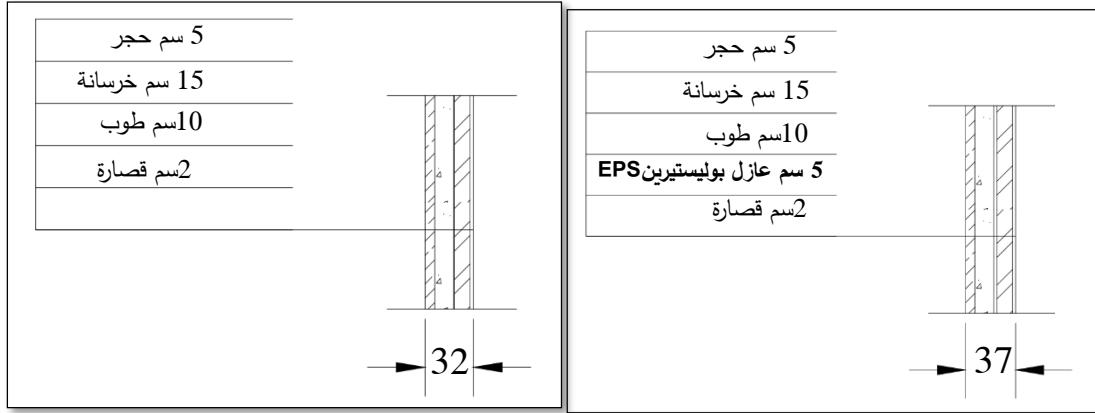 5 سم حجر
15 سم خرسانة
10سم طوب
2سم قصارة
32
5 سم حجر
15 سم خرسانة
10سم طوب
5 سم عازل بوليستيرينEPS
2سم قصارة
37